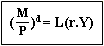 (M/P)ᵈ = L(r.Y)